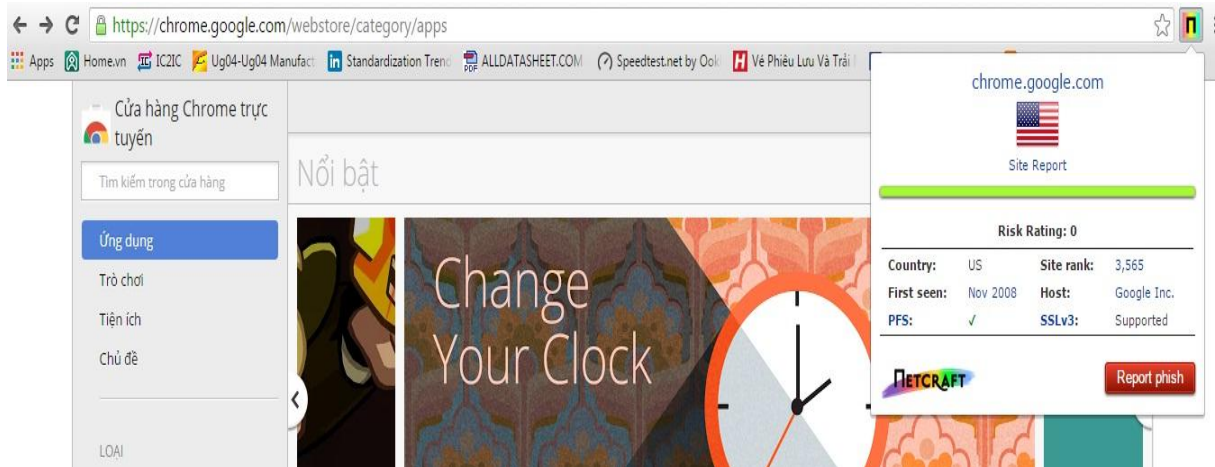 https://chrome.google.com/webstore/category/apps
Apps Home.vn IC2IC Ug04-Ug04 Manufact Standardization Trend ALLDATASHEET.COM Speedtest.net by Ook Vé Phiêu Lưu Và Trải
Cửa hàng Chrome trực
tuyến
Tìm kiếm trong cửa hàng
Ứng dụng
Trò chơi
Tiện ích
Chủ đề
LOẠI
Nổi bật
Change
Your Clock
chrome.google.com
Site Report
Risk Rating: 0
Country: US Site rank: 3,565
First seen: Nov 2008 Host: Google Inc.
PFS: ✓ SSLv3: Supported
NETCRAFT Report phish